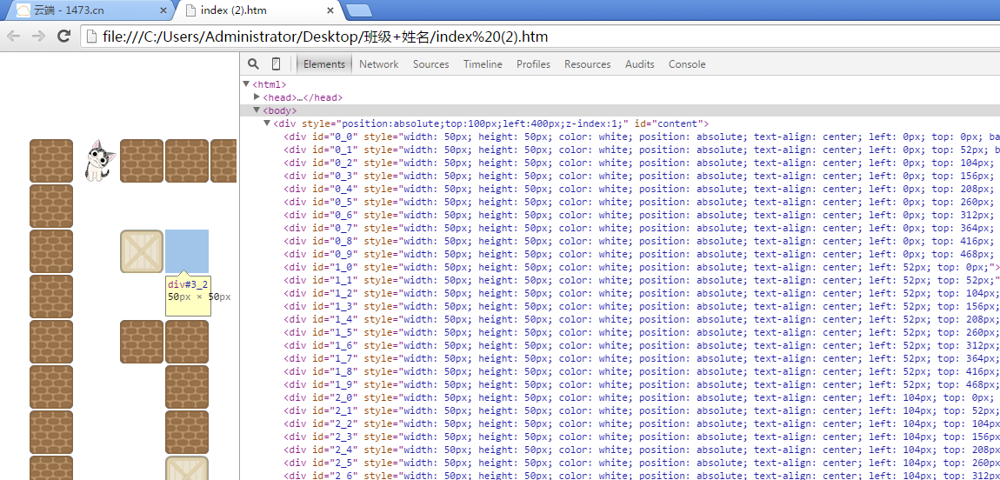 云端 - 1473.cn
index (2).htm
file:///C:/Users/Administrator/Desktop/班级+姓名/index%20(2).htm
Elements Network Sources Timeline Profiles Resources Audits Console
<html>
<head>…</head>
<body>
<div style="position:absolute;top:100px;left:400px;z-index:1;" id="content">
<div id="0_0" style="width: 50px; height: 50px; color: white; position: absolute; text-align: center; left: 0px; top: 0px; ba
<div id="0_1" style="width: 50px; height: 50px; color: white; position: absolute; text-align: center; left: 0px; top: 52px; b
<div id="0_2" style="width: 50px; height: 50px; color: white; position: absolute; text-align: center; left: 0px; top: 104px;
<div id="0_3" style="width: 50px; height: 50px; color: white; position: absolute; text-align: center; left: 0px; top: 156px;
<div id="0_4" style="width: 50px; height: 50px; color: white; position: absolute; text-align: center; left: 0px; top: 208px;
<div id="0_5" style="width: 50px; height: 50px; color: white; position: absolute; text-align: center; left: 0px; top: 260px;
<div id="0_6" style="width: 50px; height: 50px; color: white; position: absolute; text-align: center; left: 0px; top: 312px;
<div id="0_7" style="width: 50px; height: 50px; color: white; position: absolute; text-align: center; left: 0px; top: 364px;
<div id="0_8" style="width: 50px; height: 50px; color: white; position: absolute; text-align: center; left: 0px; top: 416px;
<div id="0_9" style="width: 50px; height: 50px; color: white; position: absolute; text-align: center; left: 0px; top: 468px;
<div id="1_0" style="width: 50px; height: 50px; color: white; position: absolute; text-align: center; left: 52px; top: 0px;">
<div id="1_1" style="width: 50px; height: 50px; color: white; position: absolute; text-align: center; left: 52px; top: 52px;"
<div id="1_2" style="width: 50px; height: 50px; color: white; position: absolute; text-align: center; left: 52px; top: 104px;
<div id="1_3" style="width: 50px; height: 50px; color: white; position: absolute; text-align: center; left: 52px; top: 156px;
<div id="1_4" style="width: 50px; height: 50px; color: white; position: absolute; text-align: center; left: 52px; top: 208px;
<div id="1_5" style="width: 50px; height: 50px; color: white; position: absolute; text-align: center; left: 52px; top: 260px;
<div id="1_6" style="width: 50px; height: 50px; color: white; position: absolute; text-align: center; left: 52px; top: 312px;
<div id="1_7" style="width: 50px; height: 50px; color: white; position: absolute; text-align: center; left: 52px; top: 364px;
<div id="1_8" style="width: 50px; height: 50px; color: white; position: absolute; text-align: center; left: 52px; top: 416px;
<div id="1_9" style="width: 50px; height: 50px; color: white; position: absolute; text-align: center; left: 52px; top: 468px;
<div id="2_0" style="width: 50px; height: 50px; color: white; position: absolute; text-align: center; left: 104px; top: 0px;
<div id="2_1" style="width: 50px; height: 50px; color: white; position: absolute; text-align: center; left: 104px; top: 52px;
<div id="2_2" style="width: 50px; height: 50px; color: white; position: absolute; text-align: center; left: 104px; top: 104px
<div id="2_3" style="width: 50px; height: 50px; color: white; position: absolute; text-align: center; left: 104px; top: 156px
<div id="2_4" style="width: 50px; height: 50px; color: white; position: absolute; text-align: center; left: 104px; top: 208px
<div id="2_5" style="width: 50px; height: 50px; color: white; position: absolute; text-align: center; left: 104px; top: 260px
<div id="2_6" style="width: 50px; height: 50px; color: white; position: absolute; text-align: center; left: 104px; top: 312px
div#3_2
50px × 50px